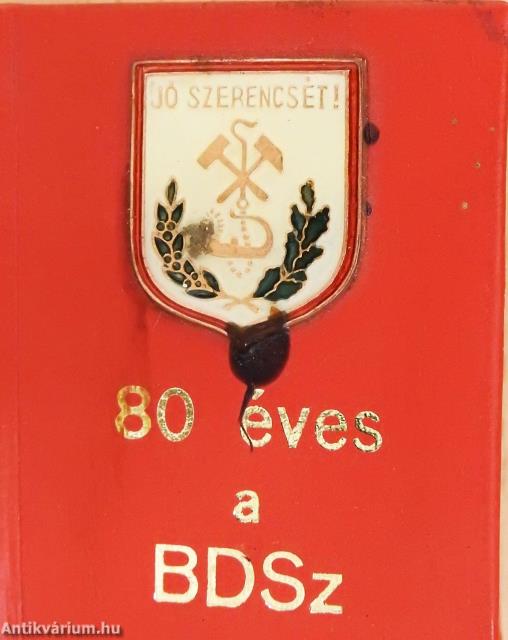 JÓ SZERENCSÉT!
80 éves
a
BDSz
Antikvárium.hu